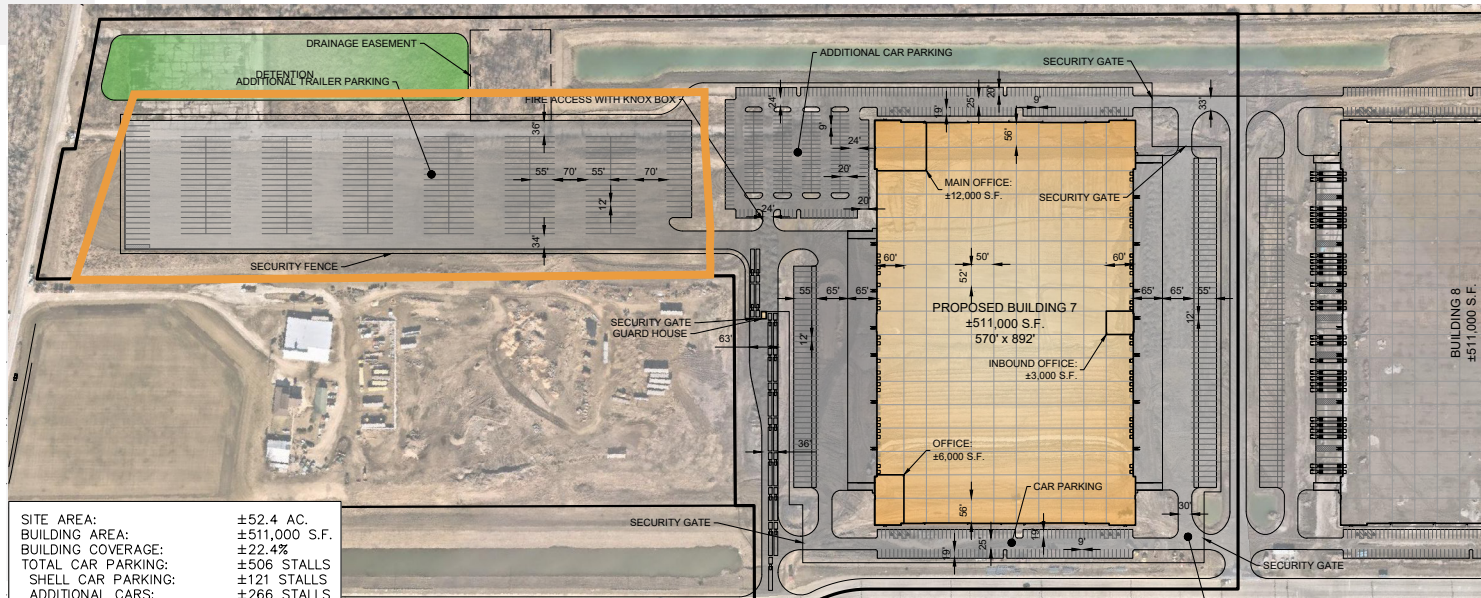 DRAINAGE EASEMENT
DETENTION
ADDITIONAL TRAILER PARKING
FIRE ACCESS WITH KNOX BOX
ADDITIONAL CAR PARKING
SECURITY GATE
24'
20'
25'
19'
9'
33'
36'
9'
24'
56'
55'
70'
55'
70'
20'
12'
MAIN OFFICE:
±12,000 S.F.
SECURITY GATE
24'
20'
34'
SECURITY FENCE
60'
50'
60'
52'
55'
65'
65'
65'
65'
55'
PROPOSED BUILDING 7
±511,000 S.F.
570' x 892'
SECURITY GATE
GUARD HOUSE
63'
12'
12'
INBOUND OFFICE:
±3,000 S.F.
BUILDING 8
±511,000 S.F.
36'
OFFICE:
±6,000 S.F.
CAR PARKING
56'
30'
SECURITY GATE
19'
25'
19'
9'
SECURITY GATE
SITE AREA: ±52.4 AC.
BUILDING AREA: ±511,000 S.F.
BUILDING COVERAGE: ±22.4%
TOTAL CAR PARKING: ±506 STALLS
SHELL CAR PARKING: ±121 STALLS
ADDITIONAL CARS: ±266 STALLS